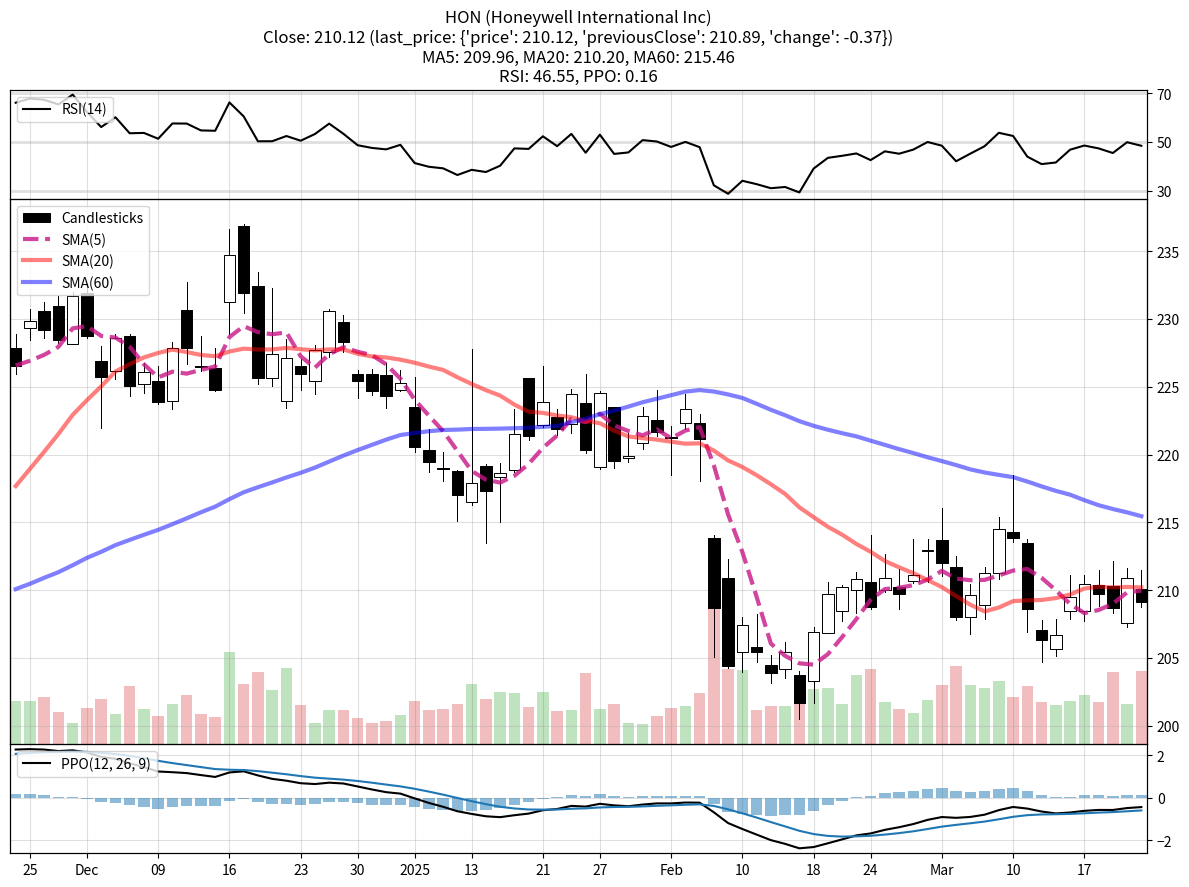 HON (Honeywell International Inc)
Close: 210.12 (last_price: {'price': 210.12, 'previousClose': 210.89, 'change': -0.37})
MA5: 209.96, MA20: 210.20, MA60: 215.46
RSI: 46.55, PPO: 0.16
RSI(14)
70
50
30
Candlesticks
SMA(5)
SMA(20)
SMA(60)
235
230
225
220
215
210
205
200
PPO(12, 26, 9)
2
0
−2
25 Dec 09 16 23 30 2025 13 21 27 Feb 10 18 24 Mar 10 17